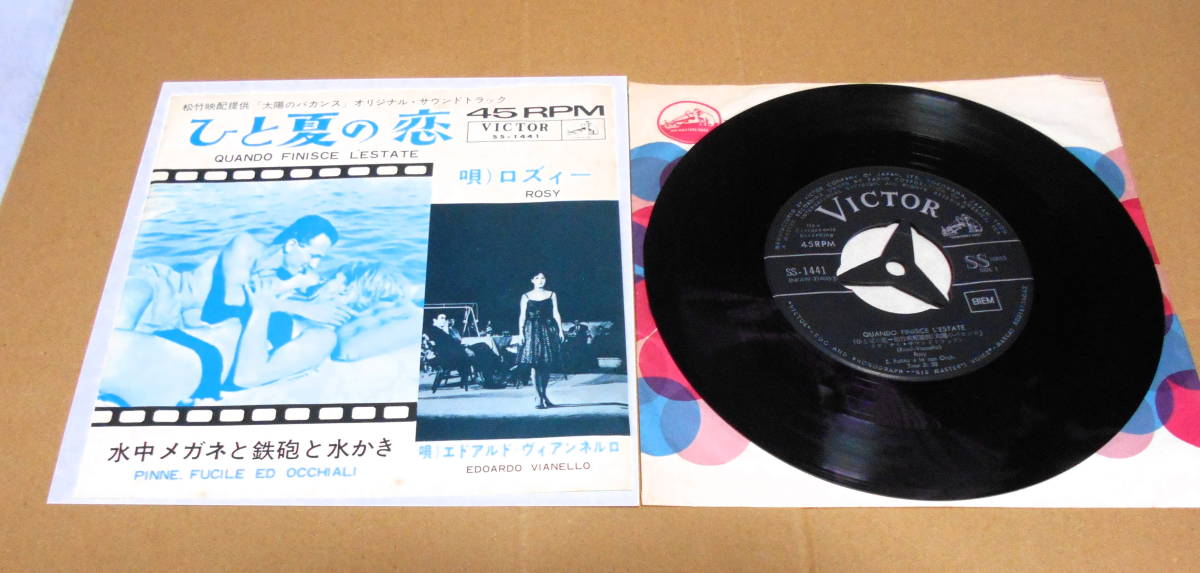 松竹映配提供「太陽のバカンス」オリジナル・サウンドトラック
45 RPM
ひと夏の恋
VICTOR
SS-1441
QUANDO FINISCE L'ESTATE
唄)ロズィー
ROSY
水中メガネと鉄砲と水かき
PINNE. FUCILE ED OCCHIALI
唄)エドアルド ヴィアンネルロ
EDOARDO VIANELLO
VICTOR
45RPM
SS-1441
SS
SIDE 1
BIEM
QUANDO FINISCE L'ESTATE
Rosy